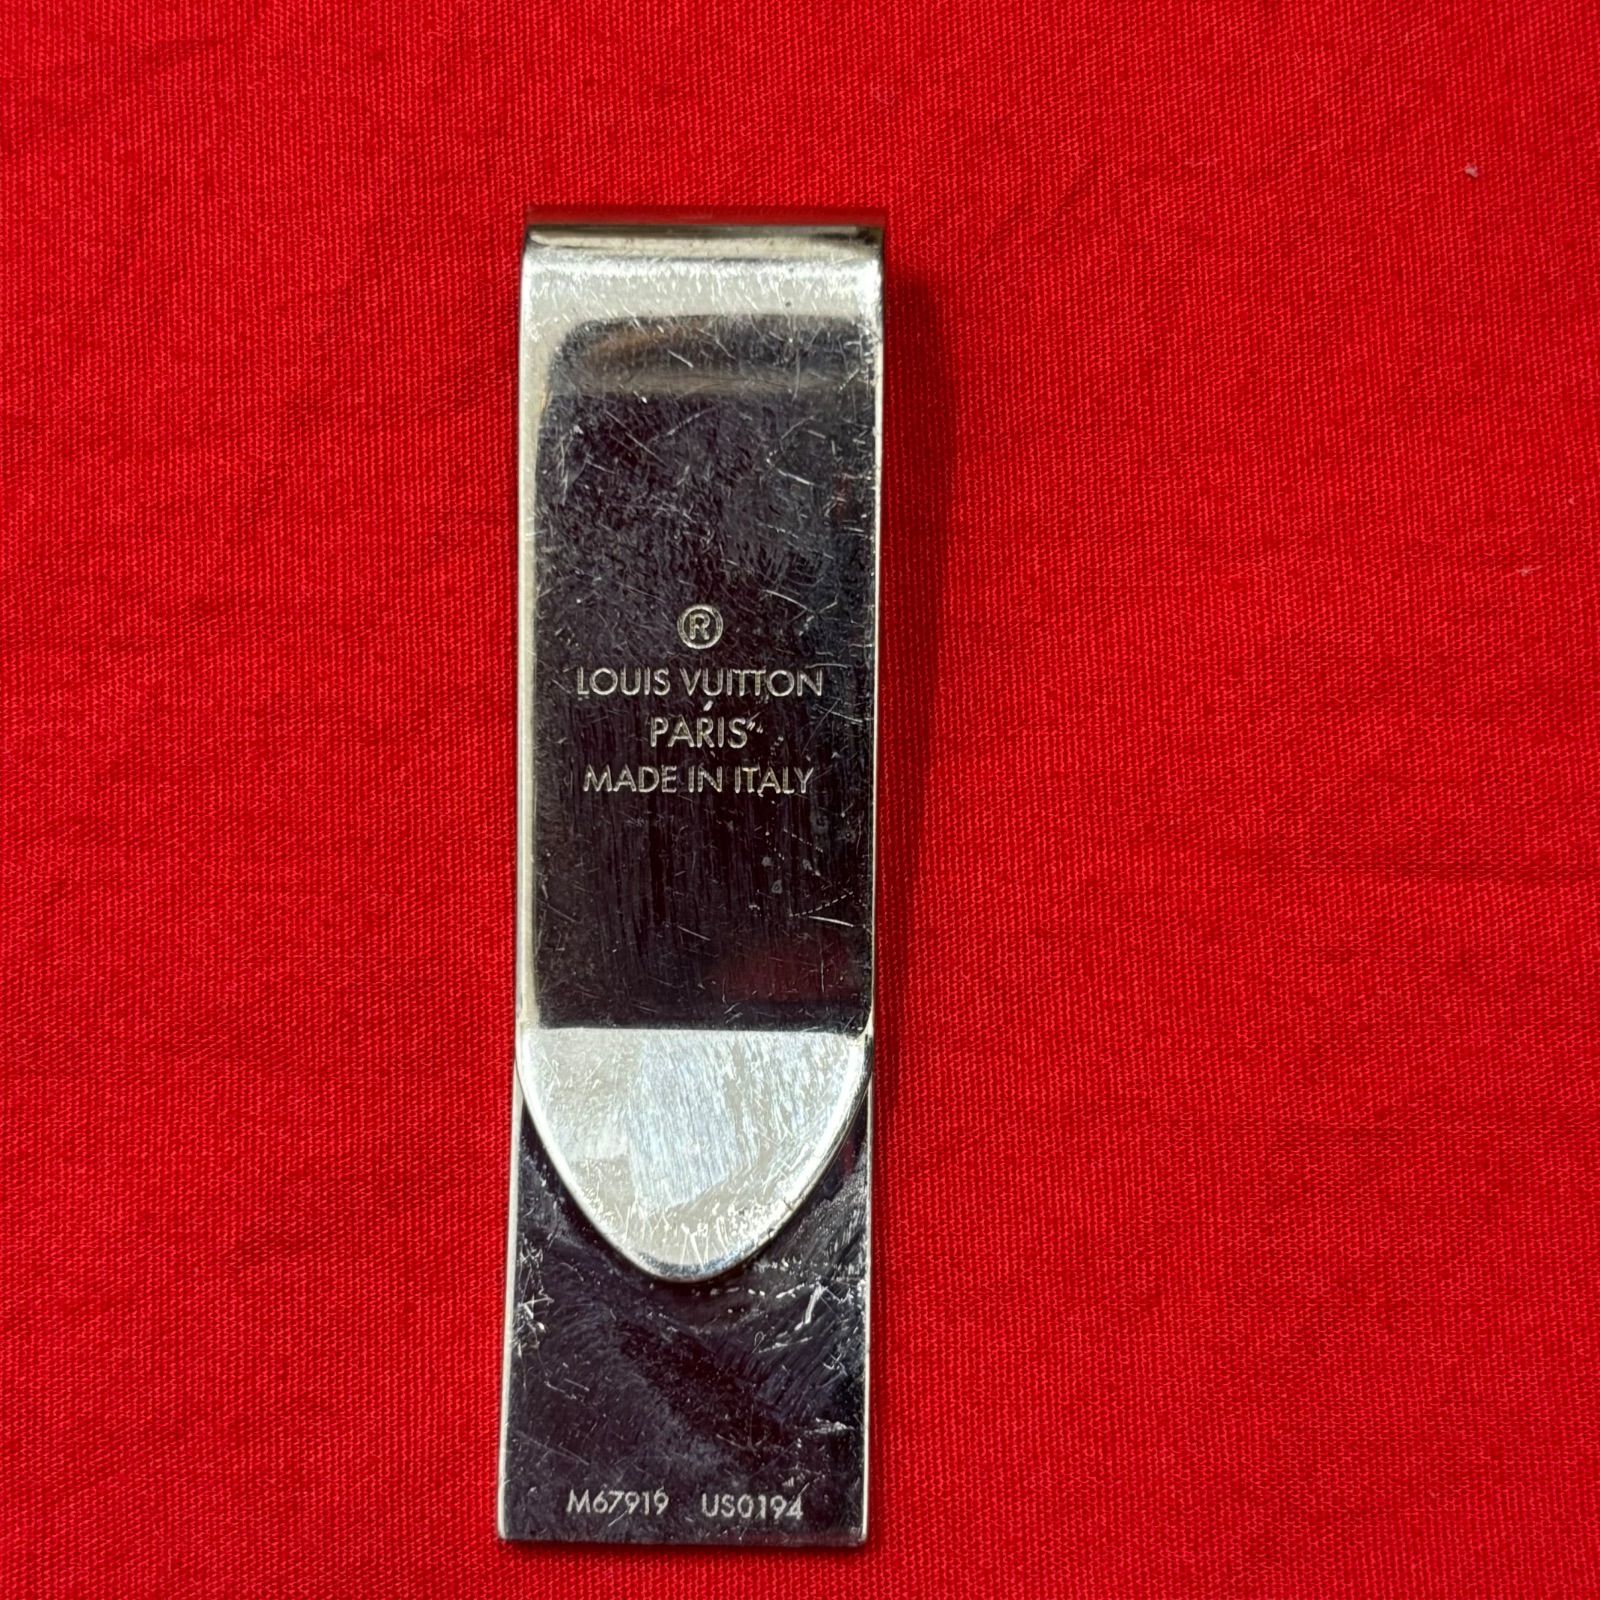 ®
LOUIS VUITTON
PARIS
MADE IN ITALY
M67919 US0194